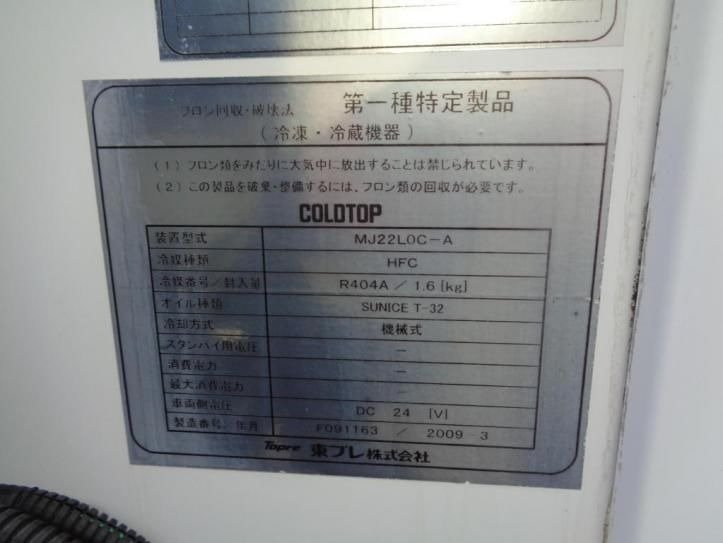 フロン回収・破壊法 第一種特定製品
(冷凍・冷蔵機器)
(1) フロン類をみだりに大気中に放出することは禁じられています。
(2) この製品を破棄・整備するには、フロン類の回収が必要です。
COLDTOP
装置型式 MJ22L0C-A
冷媒種類 HFC
冷媒番号/封入量 R404A / 1.6 [kg]
オイル種類 SUNICE T-32
冷却方式 機械式
スタンバイ用電圧 -
消費電力 -
最大消費電力 -
車両側電圧 DC 24 [V]
製造番号/年月 F091163 / 2009-3
Topre 東プレ株式会社